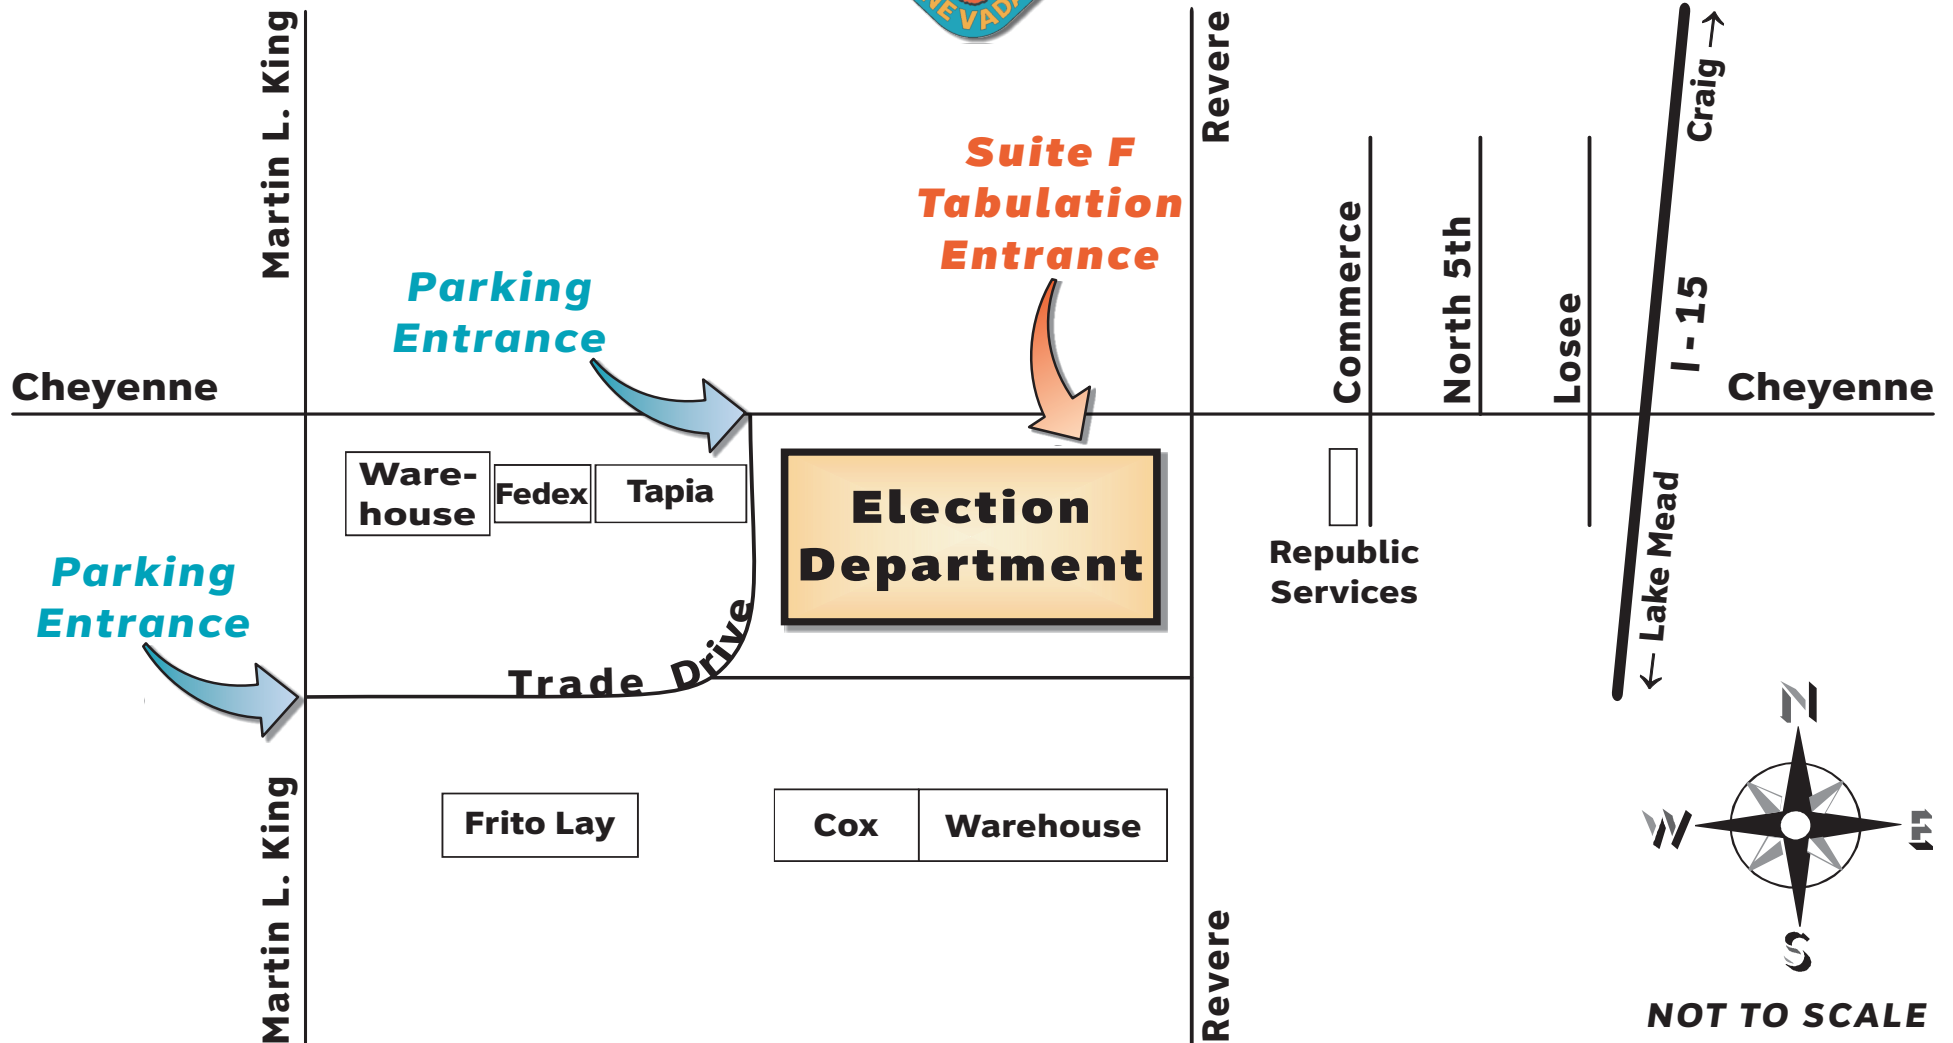 NEVADA
Martin L. King
Revere
Craig →
Suite F
Tabulation
Entrance
Parking
Entrance
Commerce
North 5th
Losee
I-15
Cheyenne
Cheyenne
Ware-
house
Fedex
Tapia
Election
Department
Republic
Services
← Lake Mead
Parking
Entrance
Trade Drive
Frito Lay
Cox
Warehouse
Martin L. King
Revere
N
W
E
S
NOT TO SCALE